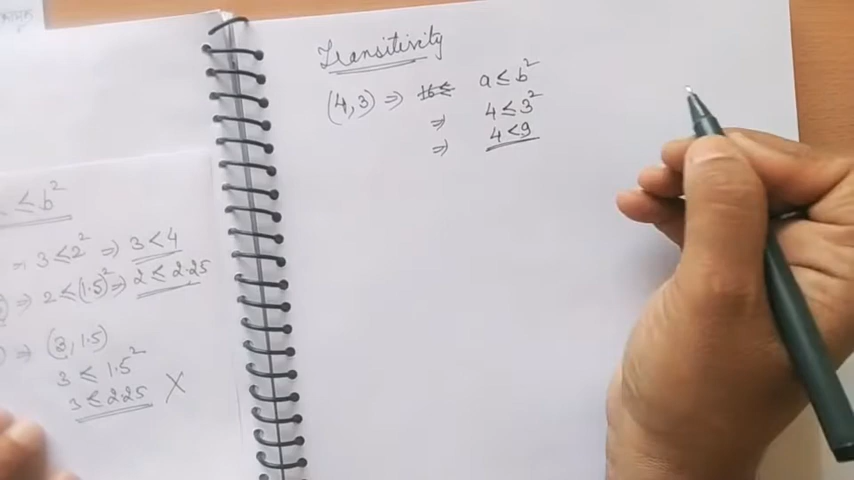 ≤ b²
⇒ 3 ≤ 2² ⇒ 3 < 4
⇒ 2 ≤ (1.5)² ⇒ 2 ≤ 2.25
⇒ (3, 1.5)
3 ≤ 1.5²
3 ≤ 2.25 X
Transitivity
(4,3) ⇒ 16 ≤ a ≤ b²
⇒ 4 ≤ 3²
⇒ 4 < 9